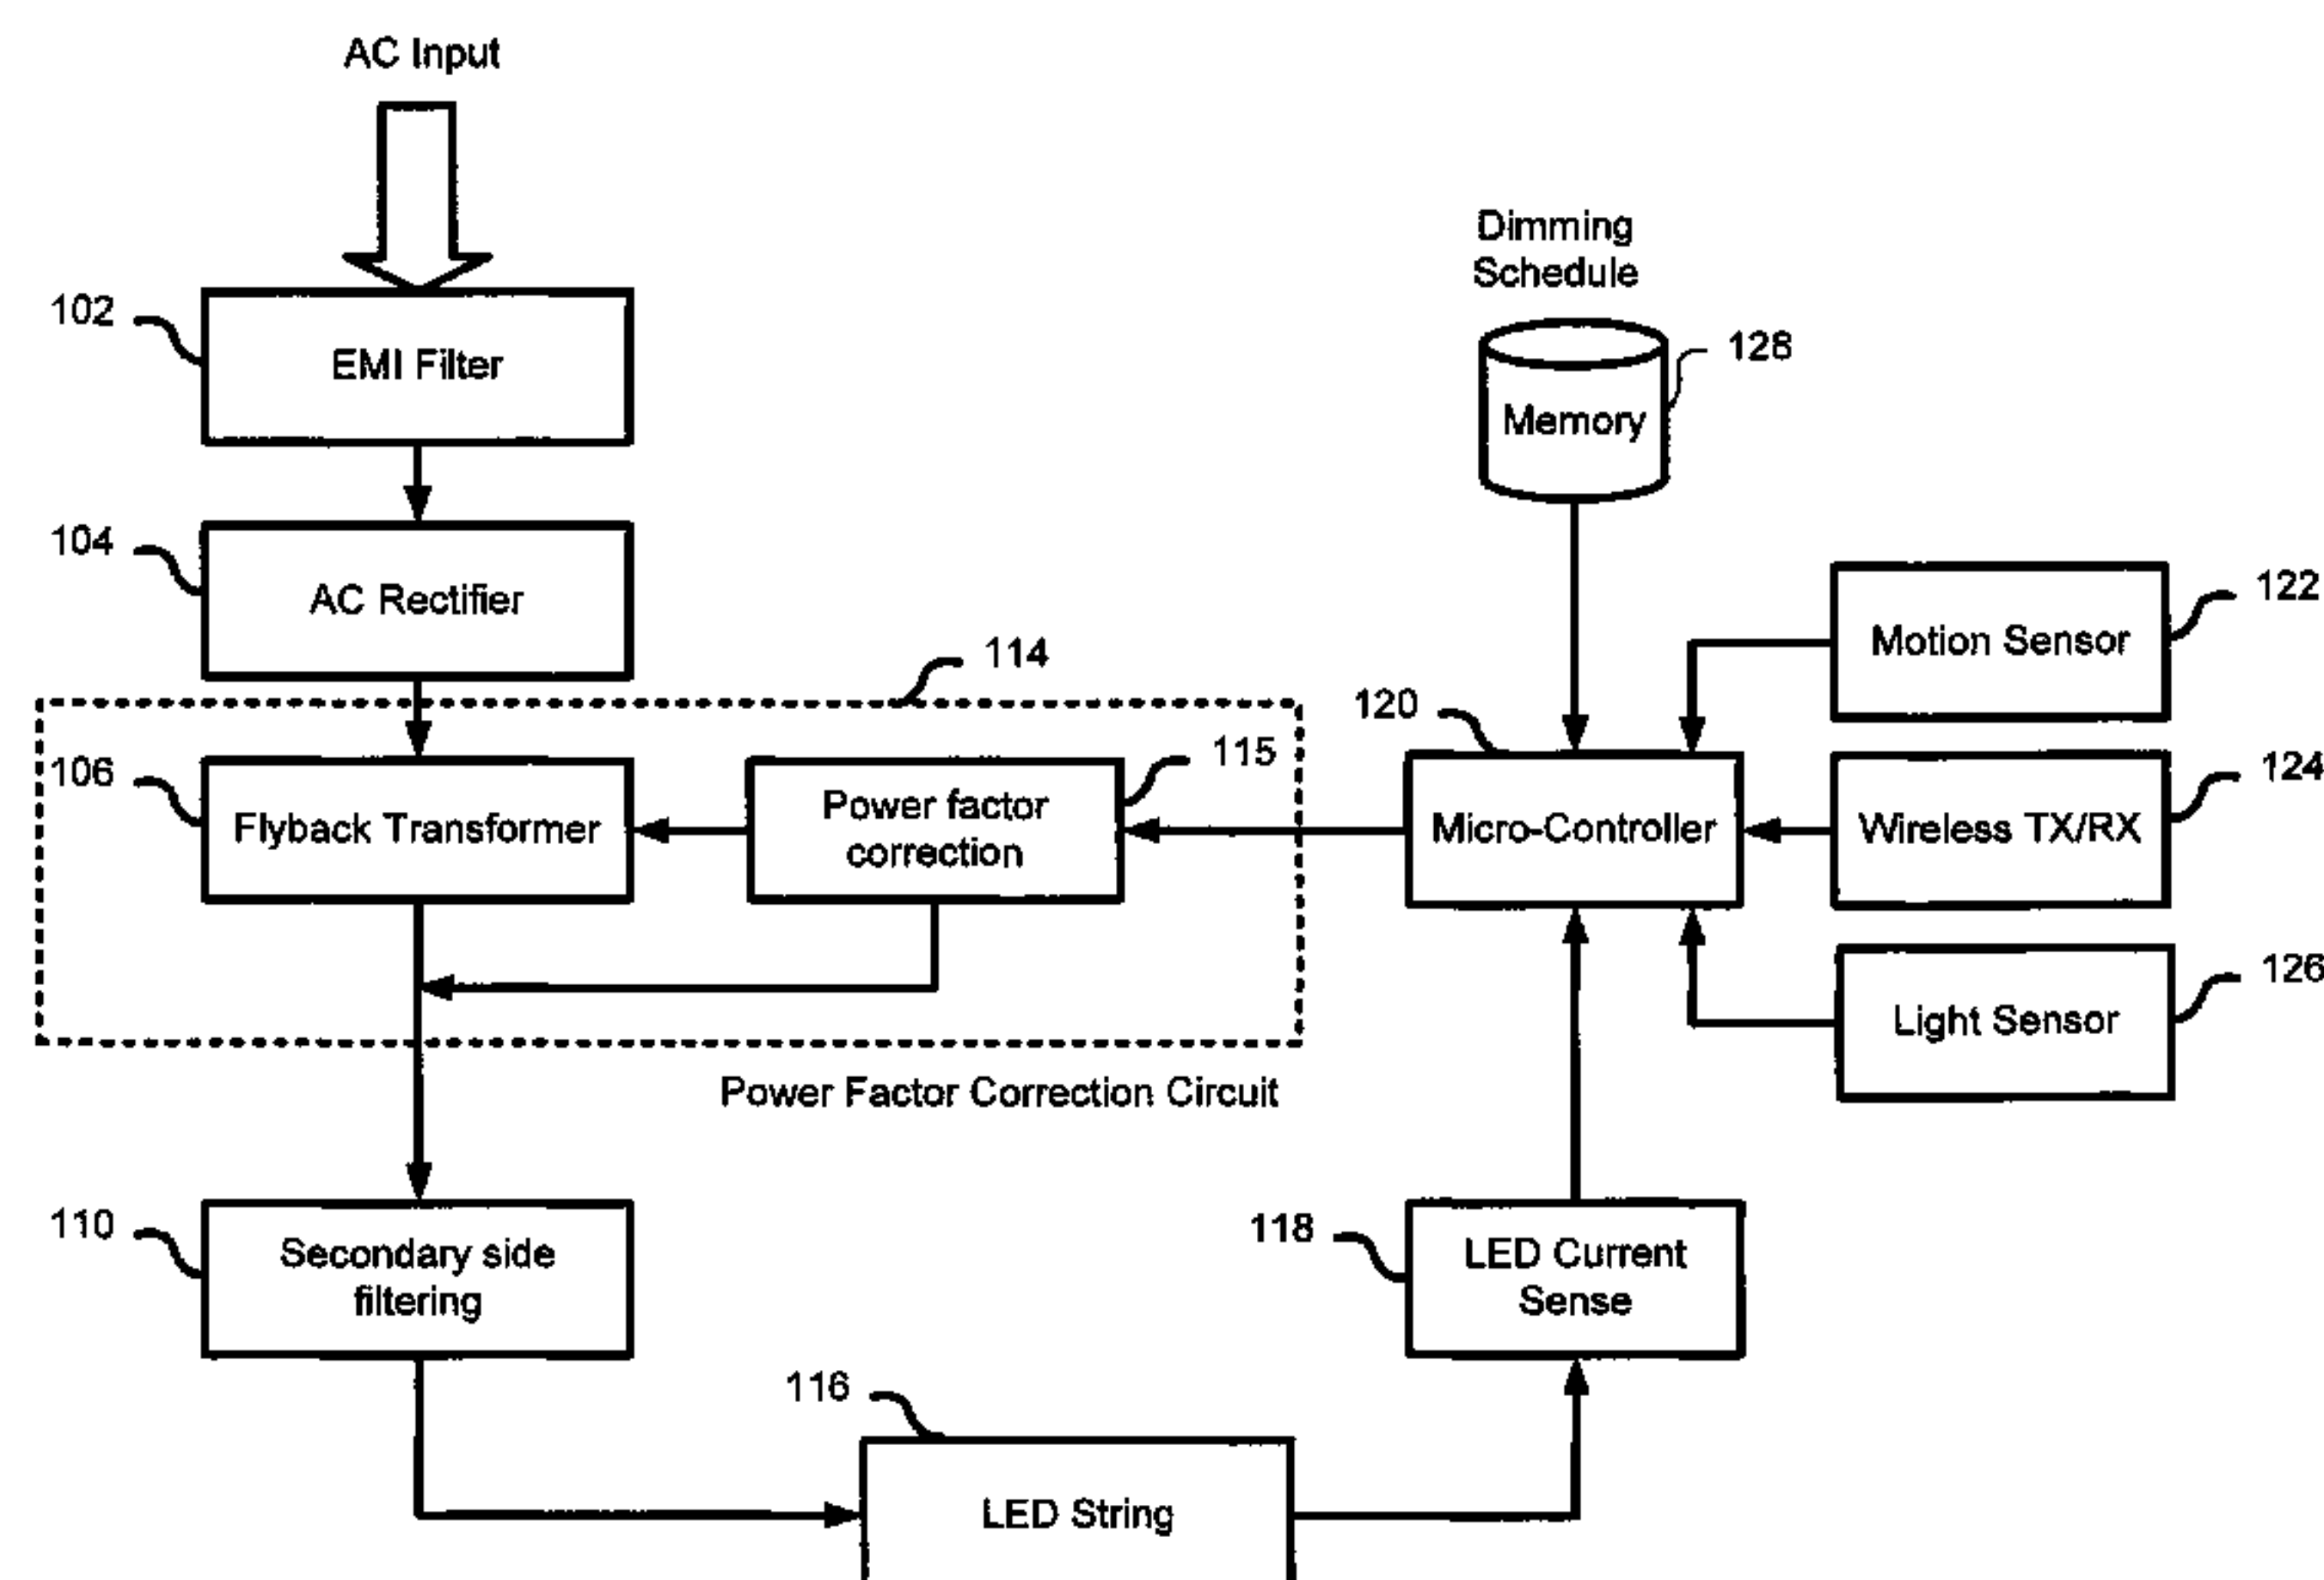 AC Input
102
EMI Filter
Dimming
Schedule
128
Memory
104
AC Rectifier
122
Motion Sensor
114
120
106
Flyback Transformer
115
Power factor
correction
Micro-Controller
124
Wireless TX/RX
126
Light Sensor
Power Factor Correction Circuit
110
Secondary side
filtering
118
LED Current
Sense
116
LED String